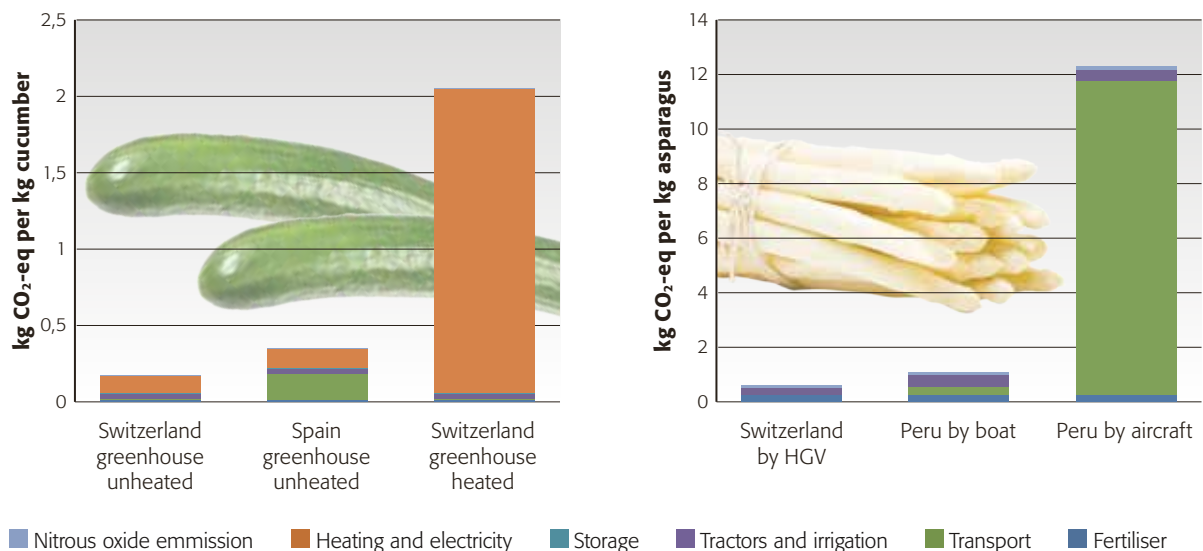 kg CO₂-eq per kg cucumber
2,5
2
1,5
1
0,5
0
Switzerland
greenhouse
unheated
Spain
greenhouse
unheated
Switzerland
greenhouse
heated
kg CO₂-eq per kg asparagus
14
12
10
8
6
4
2
0
Switzerland
by HGV
Peru by boat
Peru by aircraft
Nitrous oxide emmission Heating and electricity Storage Tractors and irrigation Transport Fertiliser